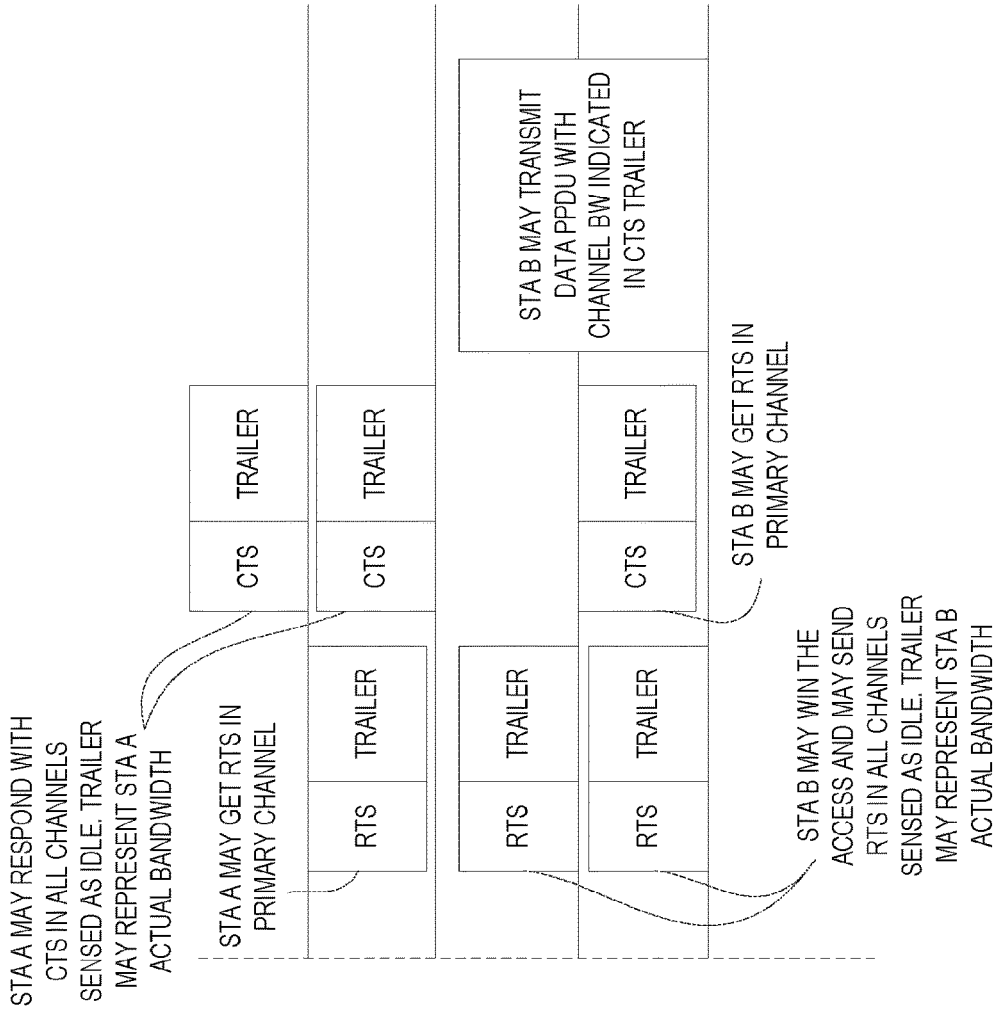 STA A MAY RESPOND WITH
CTS IN ALL CHANNELS
SENSED AS IDLE. TRAILER
MAY REPRESENT STA A
ACTUAL BANDWIDTH
CTS
TRAILER
STA A MAY GET RTS IN
PRIMARY CHANNEL
RTS
TRAILER
CTS
TRAILER
RTS
TRAILER
STA B MAY TRANSMIT
DATA PPDU WITH
CHANNEL BW INDICATED
IN CTS TRAILER
RTS
TRAILER
CTS
TRAILER
STA B MAY GET RTS IN
PRIMARY CHANNEL
STA B MAY WIN THE
ACCESS AND MAY SEND
RTS IN ALL CHANNELS
SENSED AS IDLE. TRAILER
MAY REPRESENT STA B
ACTUAL BANDWIDTH